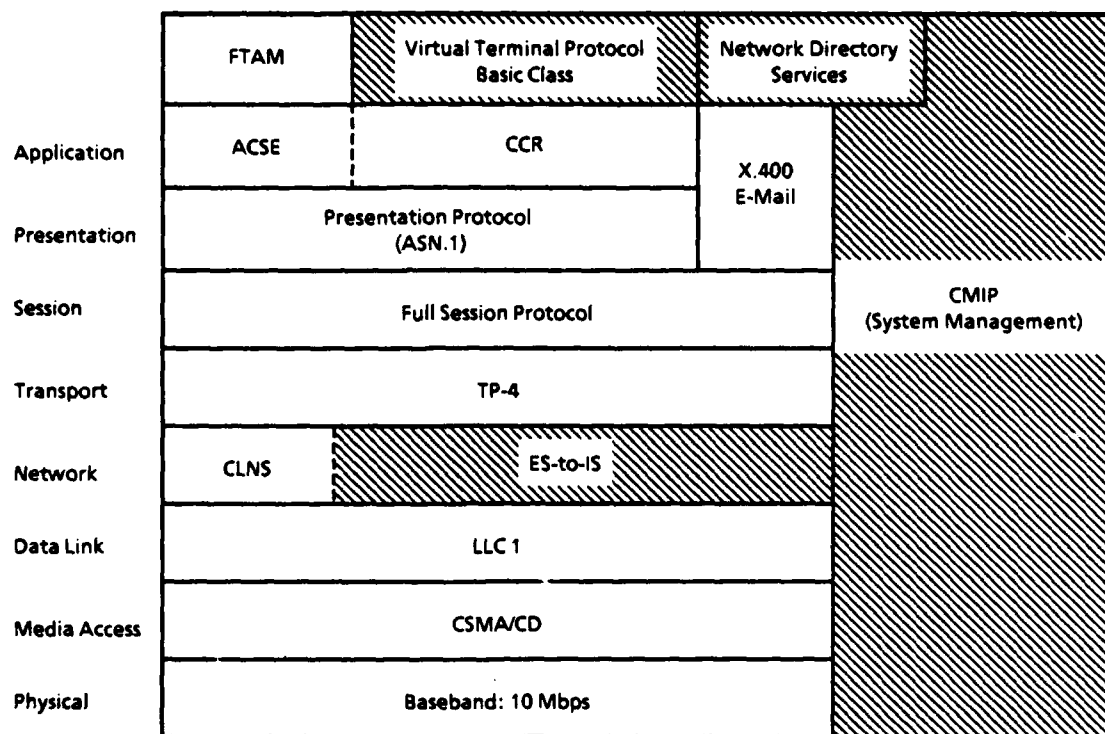 FTAM
Virtual Terminal Protocol
Basic Class
Network Directory
Services
Application
ACSE
CCR
X.400
E-Mail
Presentation
Presentation Protocol
(ASN.1)
Session
Full Session Protocol
CMIP
(System Management)
Transport
TP-4
Network
CLNS
ES-to-IS
Data Link
LLC 1
Media Access
CSMA/CD
Physical
Baseband: 10 Mbps